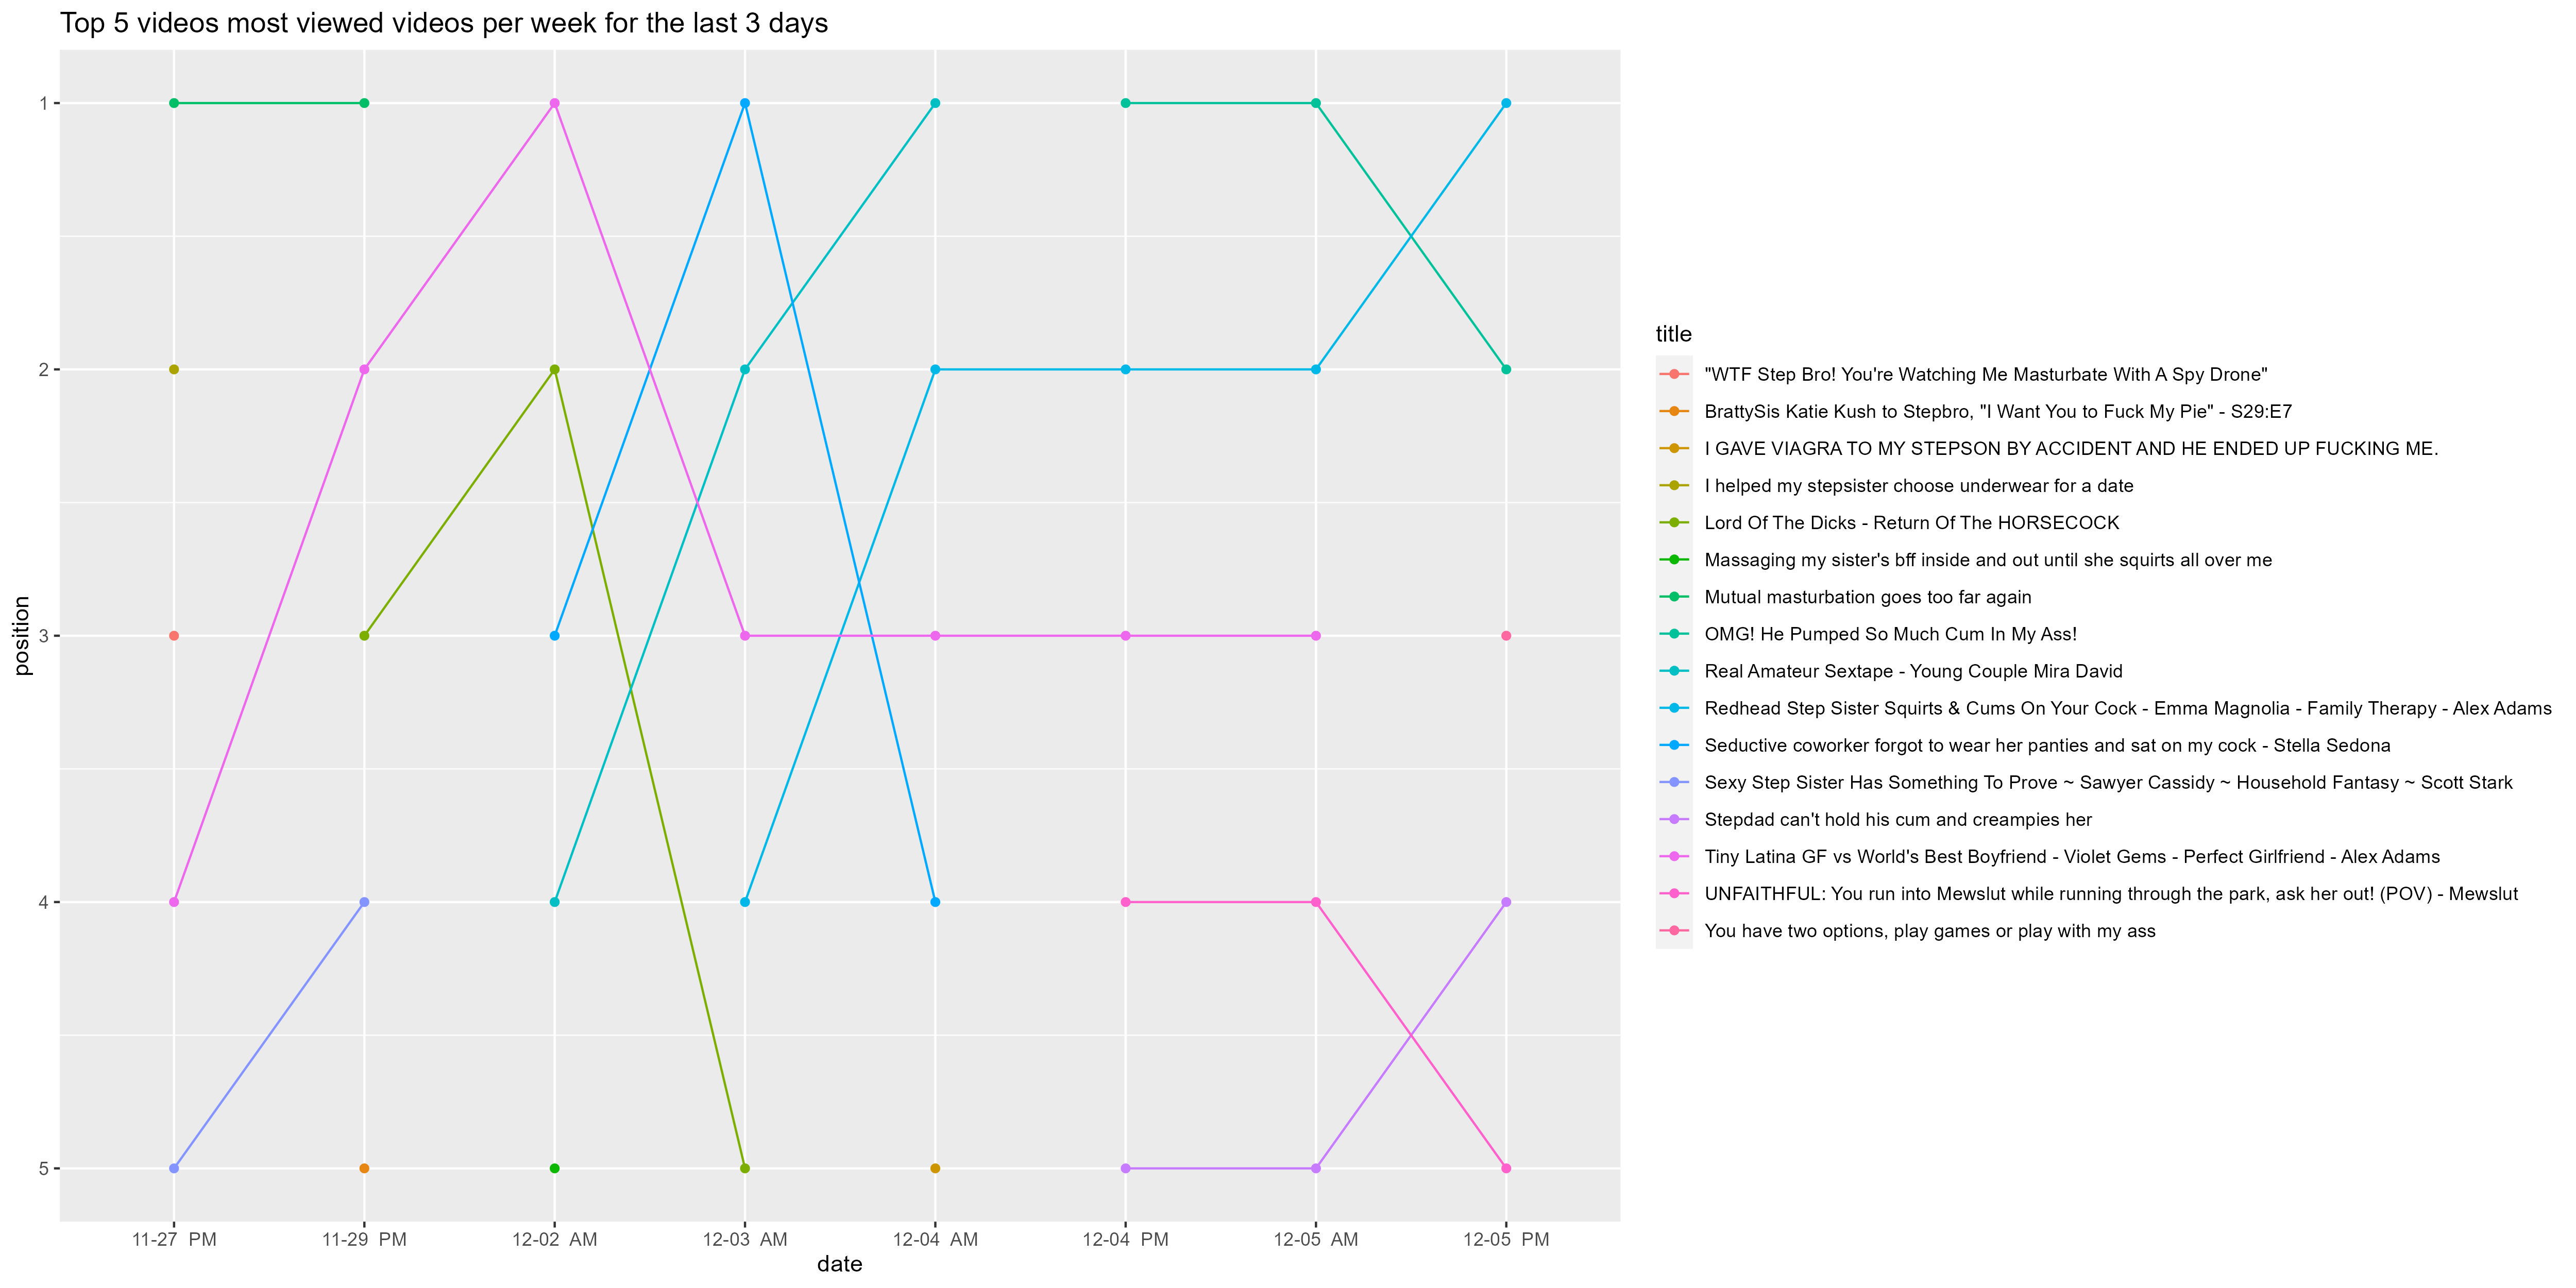 Top 5 videos most viewed videos per week for the last 3 days
position
1
2
3
4
5
11-27 PM
11-29 PM
12-02 AM
12-03 AM
12-04 AM
12-04 PM
12-05 AM
12-05 PM
date
title
"WTF Step Bro! You're Watching Me Masturbate With A Spy Drone"
BrattySis Katie Kush to Stepbro, "I Want You to Fuck My Pie" - S29:E7
I GAVE VIAGRA TO MY STEPSON BY ACCIDENT AND HE ENDED UP FUCKING ME.
I helped my stepsister choose underwear for a date
Lord Of The Dicks - Return Of The HORSECOCK
Massaging my sister's bff inside and out until she squirts all over me
Mutual masturbation goes too far again
OMG! He Pumped So Much Cum In My Ass!
Real Amateur Sextape - Young Couple Mira David
Redhead Step Sister Squirts & Cums On Your Cock - Emma Magnolia - Family Therapy - Alex Adams
Seductive coworker forgot to wear her panties and sat on my cock - Stella Sedona
Sexy Step Sister Has Something To Prove ~ Sawyer Cassidy ~ Household Fantasy ~ Scott Stark
Stepdad can't hold his cum and creampies her
Tiny Latina GF vs World's Best Boyfriend - Violet Gems - Perfect Girlfriend - Alex Adams
UNFAITHFUL: You run into Mewslut while running through the park, ask her out! (POV) - Mewslut
You have two options, play games or play with my ass